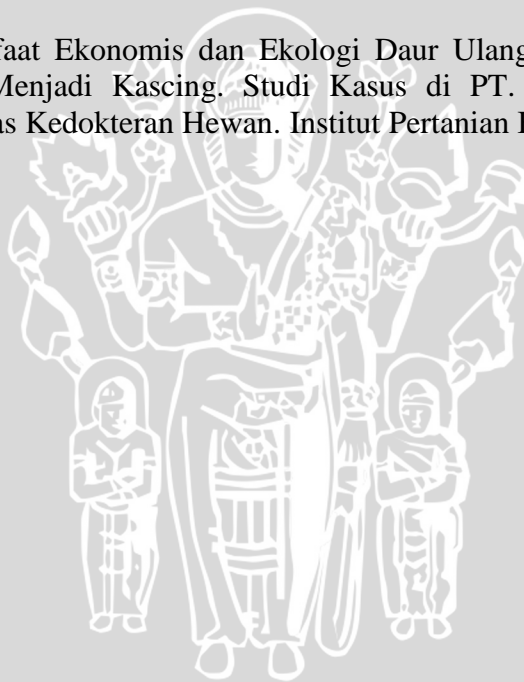 faat Ekonomis dan Ekologi Daur Ulang
Menjadi Kascing. Studi Kasus di PT.
as Kedokteran Hewan. Institut Pertanian